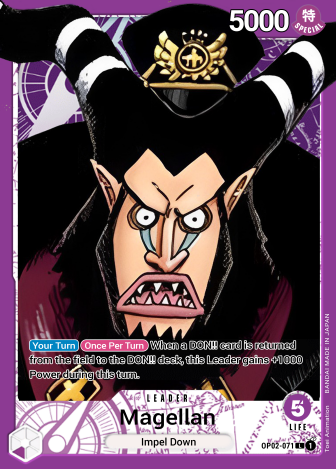 5000 特
SPECIAL
Your Turn Once Per Turn When a DON!! card is returned
from the field to the DON!! deck, this Leader gains +1000
Power during this turn.
LEADER
Magellan
Impel Down
5
LIFE
OP02-071 L 1
BANDAI MADE IN JAPAN
Toei Animation